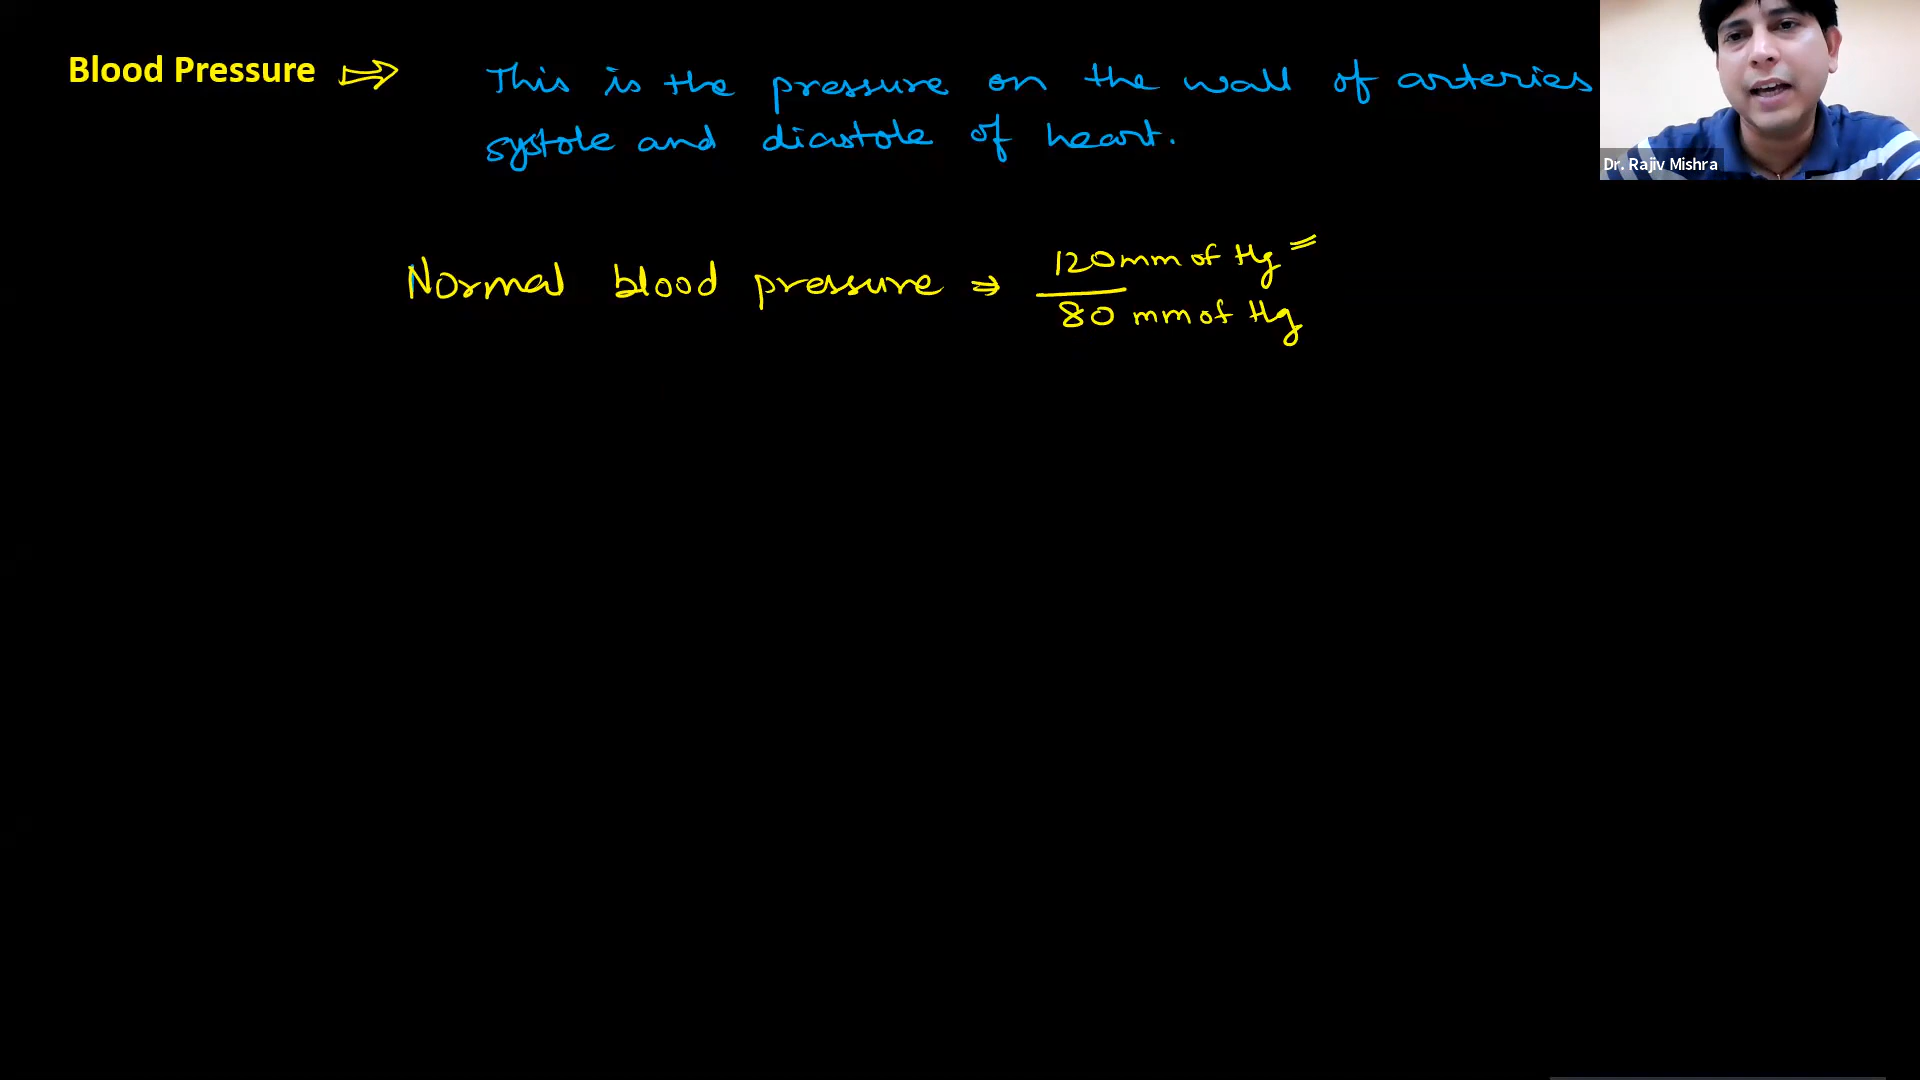 Blood Pressure ⇒ This is the pressure on the wall of arteries
systole and diastole of heart.
Dr. Rajiv Mishra
Normal blood pressure ⇒ 120 mm of Hg =
80 mm of Hg